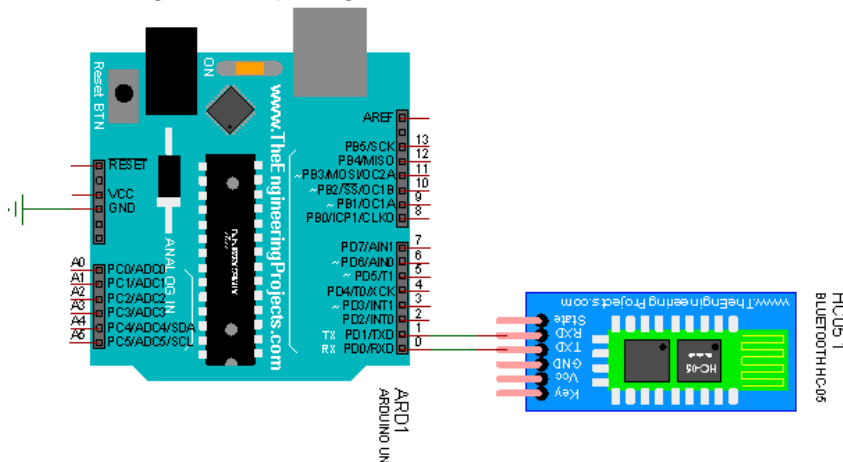 Reset BTN
ON
www.TheEngineeringProjects.com
RESET
VCC
GND
ANALOG IN
A0 PC0/ADC0
A1 PC1/ADC1
A2 PC2/ADC2
A3 PC3/ADC3
A4 PC4/ADC4/SDA
A5 PC5/ADC5/SCL
AREF
PB5/SCK 13
PB4/MISO 12
~PB3/MOSI/OC2A 11
~PB2/SS/OC1B 10
~PB1/OC1A 9
PB0/ICP1/CLKO 8
PD7/AIN1 7
~PD6/AIN0 6
~PD5/T1 5
PD4/T0/XCK 4
~PD3/INT1 3
PD2/INT0 2
TX PD1/TXD 1
RX PD0/RXD 0
ARD1
ARDUINO UN
www.TheEngineeringProjects.com
State
RXD
TXD
GND
Vcc
Key
HC-05
HC05 1
BLUETOOTH HC-05